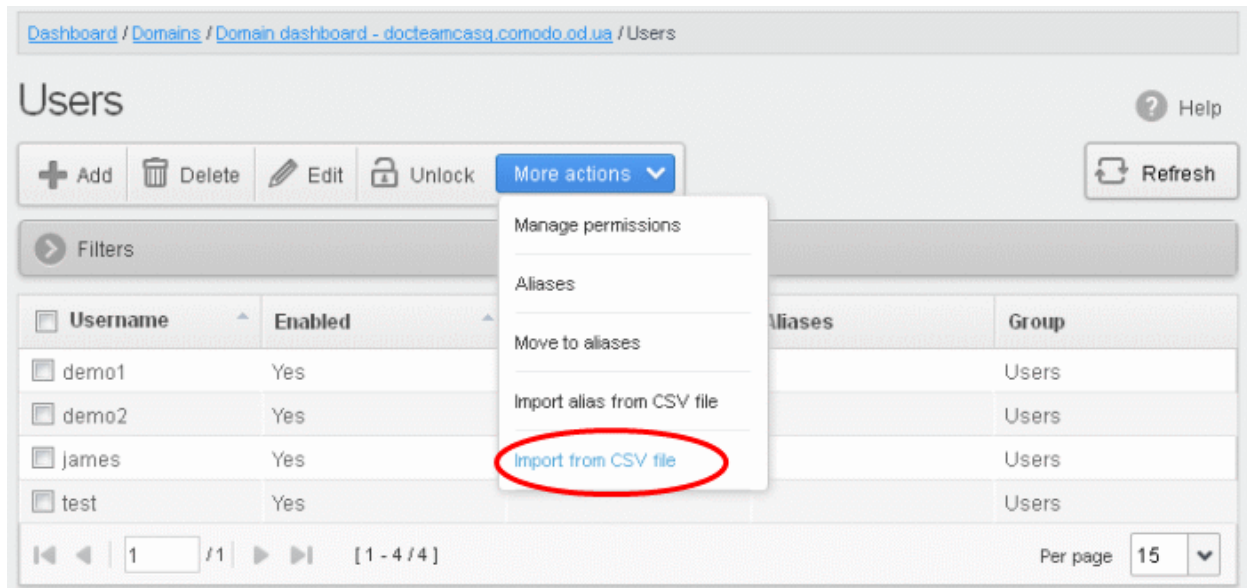 Dashboard / Domains / Domain dashboard - docteamcasg.comodo.od.ua / Users
Users
Help
Add Delete Edit Unlock More actions Refresh
Manage permissions
Filters
Aliases
Username Enabled Aliases Group
Move to aliases
demo1 Yes Users
Import alias from CSV file
demo2 Yes Users
Import from CSV file
james Yes Users
test Yes Users
1 /1 [1 - 4 / 4] Per page 15